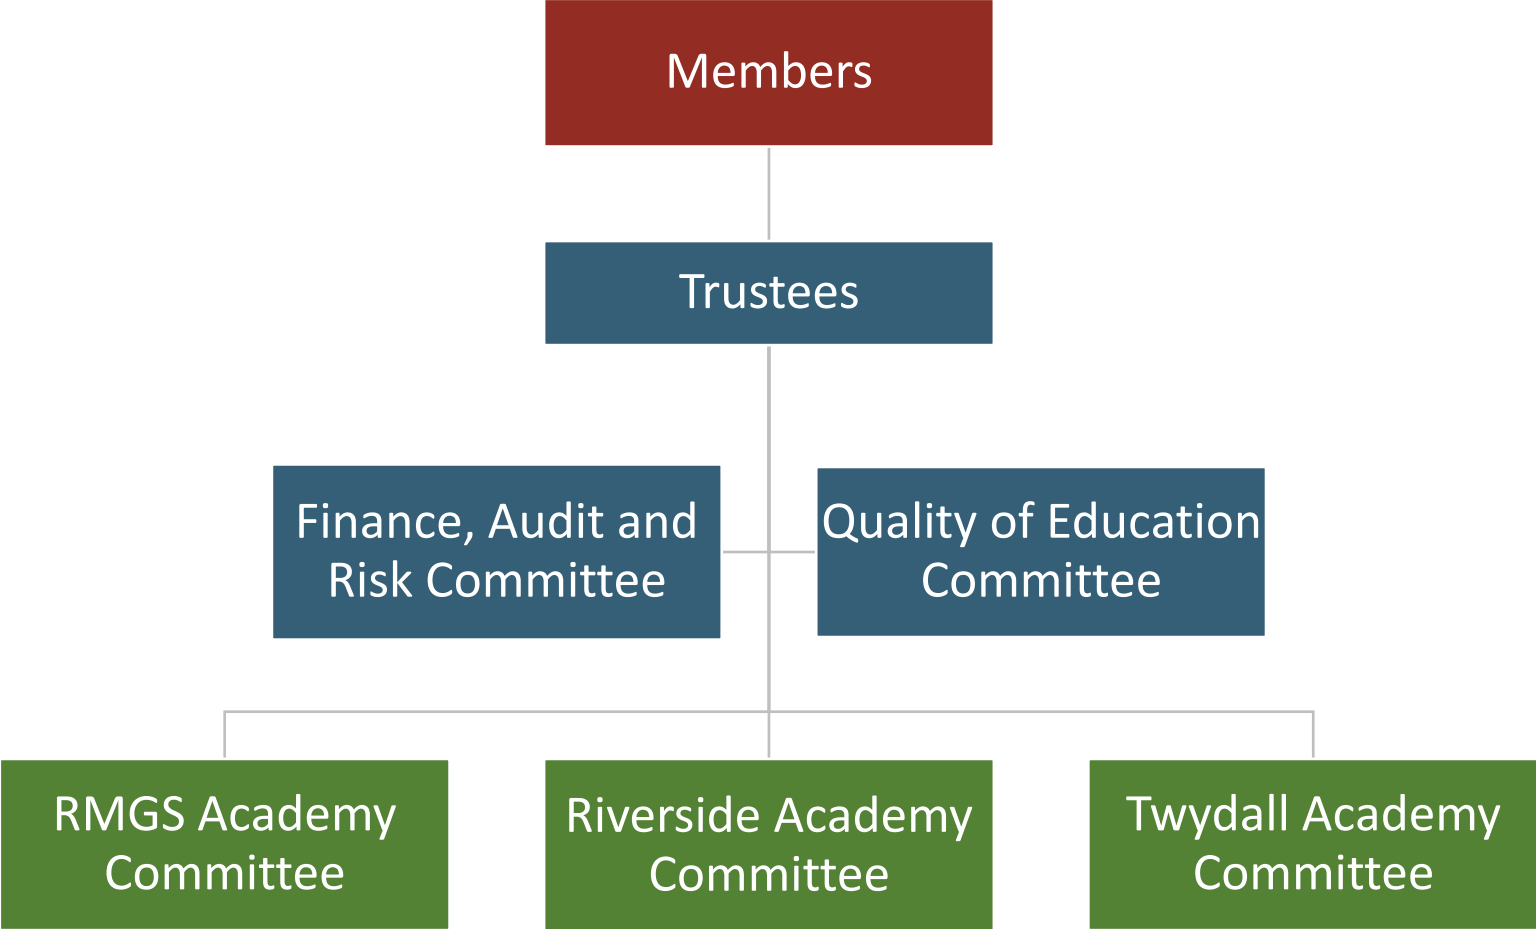 Members
Trustees
Finance, Audit and
Risk Committee
Quality of Education
Committee
RMGS Academy
Committee
Riverside Academy
Committee
Twydall Academy
Committee